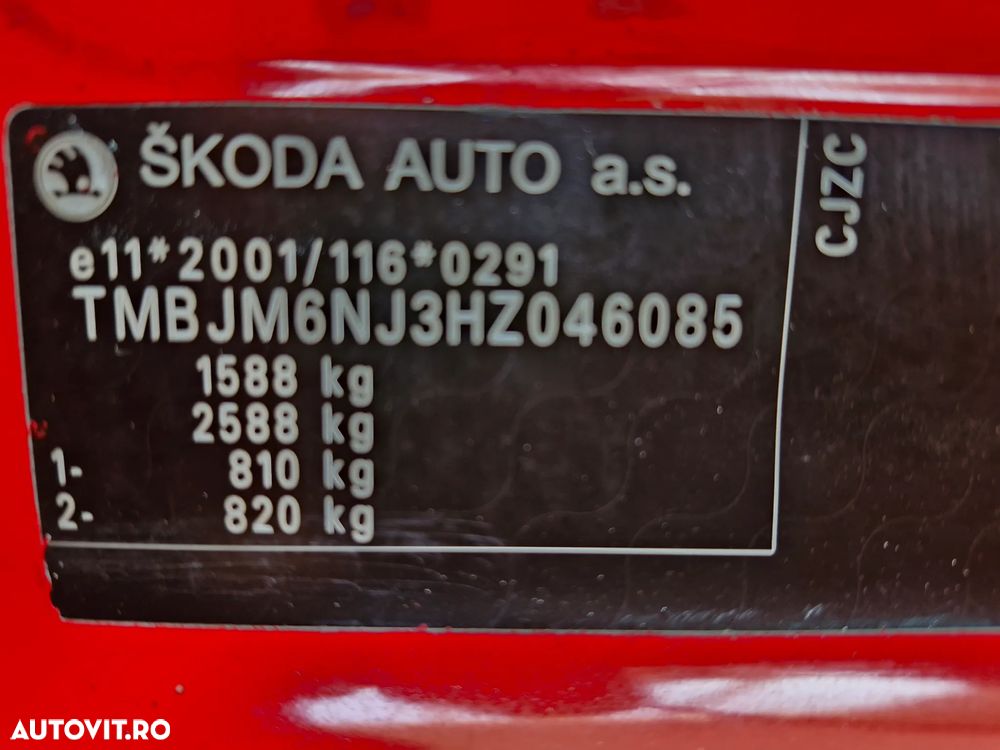 ŠKODA AUTO a.s.
CJZC
e11*2001/116*0291
TMBJM6NJ3HZ046085
1588 kg
2588 kg
1- 810 kg
2- 820 kg
AUTOVIT.RO